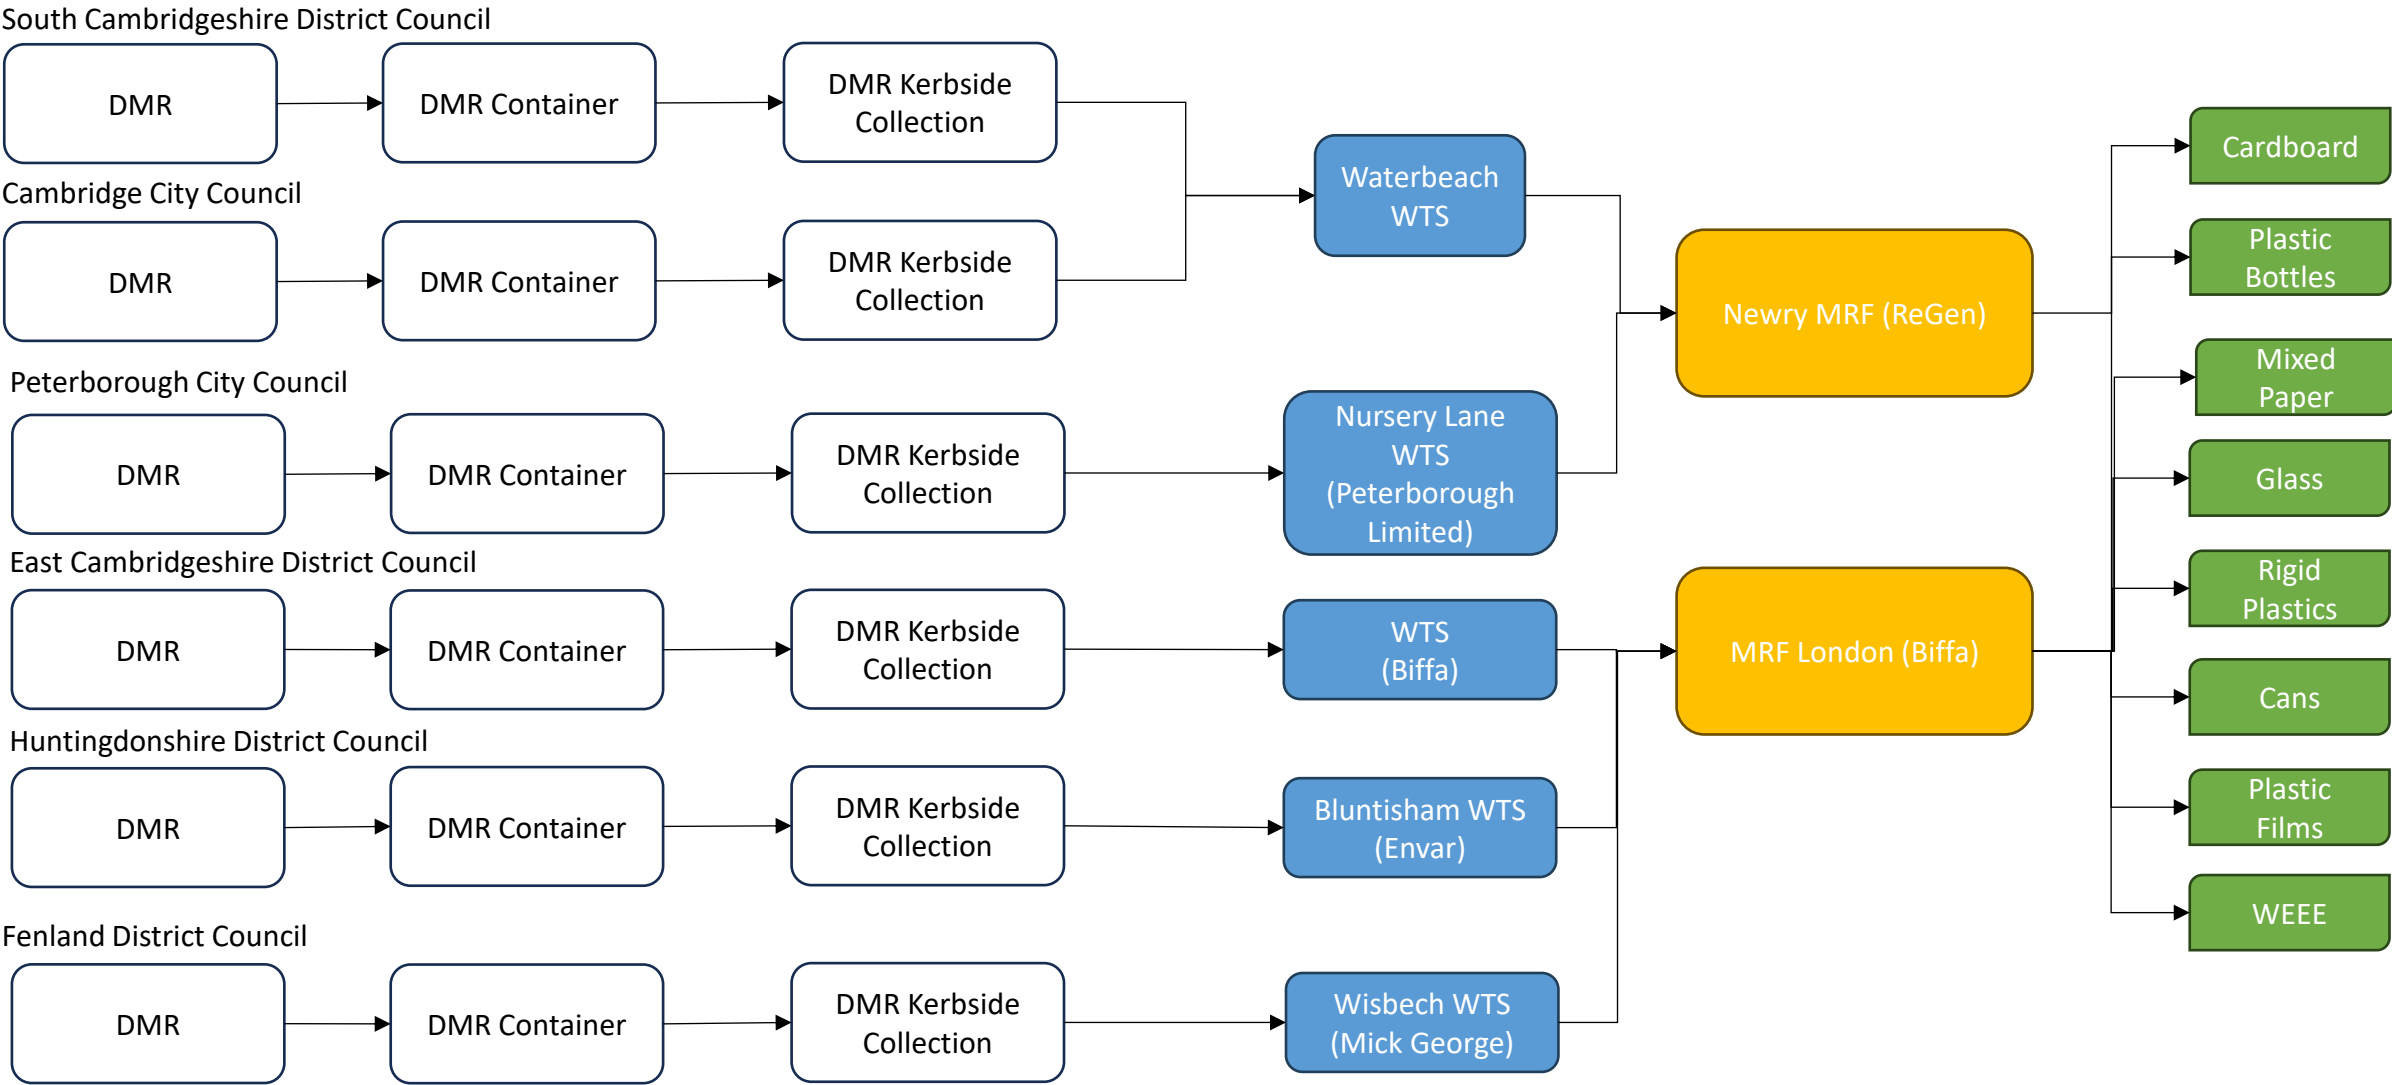 South Cambridgeshire District Council
DMR
DMR Container
DMR Kerbside
Collection
Cambridge City Council
DMR
DMR Container
DMR Kerbside
Collection
Waterbeach
WTS
Peterborough City Council
DMR
DMR Container
DMR Kerbside
Collection
Nursery Lane
WTS
(Peterborough
Limited)
Newry MRF (ReGen)
East Cambridgeshire District Council
DMR
DMR Container
DMR Kerbside
Collection
WTS
(Biffa)
Huntingdonshire District Council
DMR
DMR Container
DMR Kerbside
Collection
Bluntisham WTS
(Envar)
Fenland District Council
DMR
DMR Container
DMR Kerbside
Collection
Wisbech WTS
(Mick George)
MRF London (Biffa)
Cardboard
Plastic
Bottles
Mixed
Paper
Glass
Rigid
Plastics
Cans
Plastic
Films
WEEE